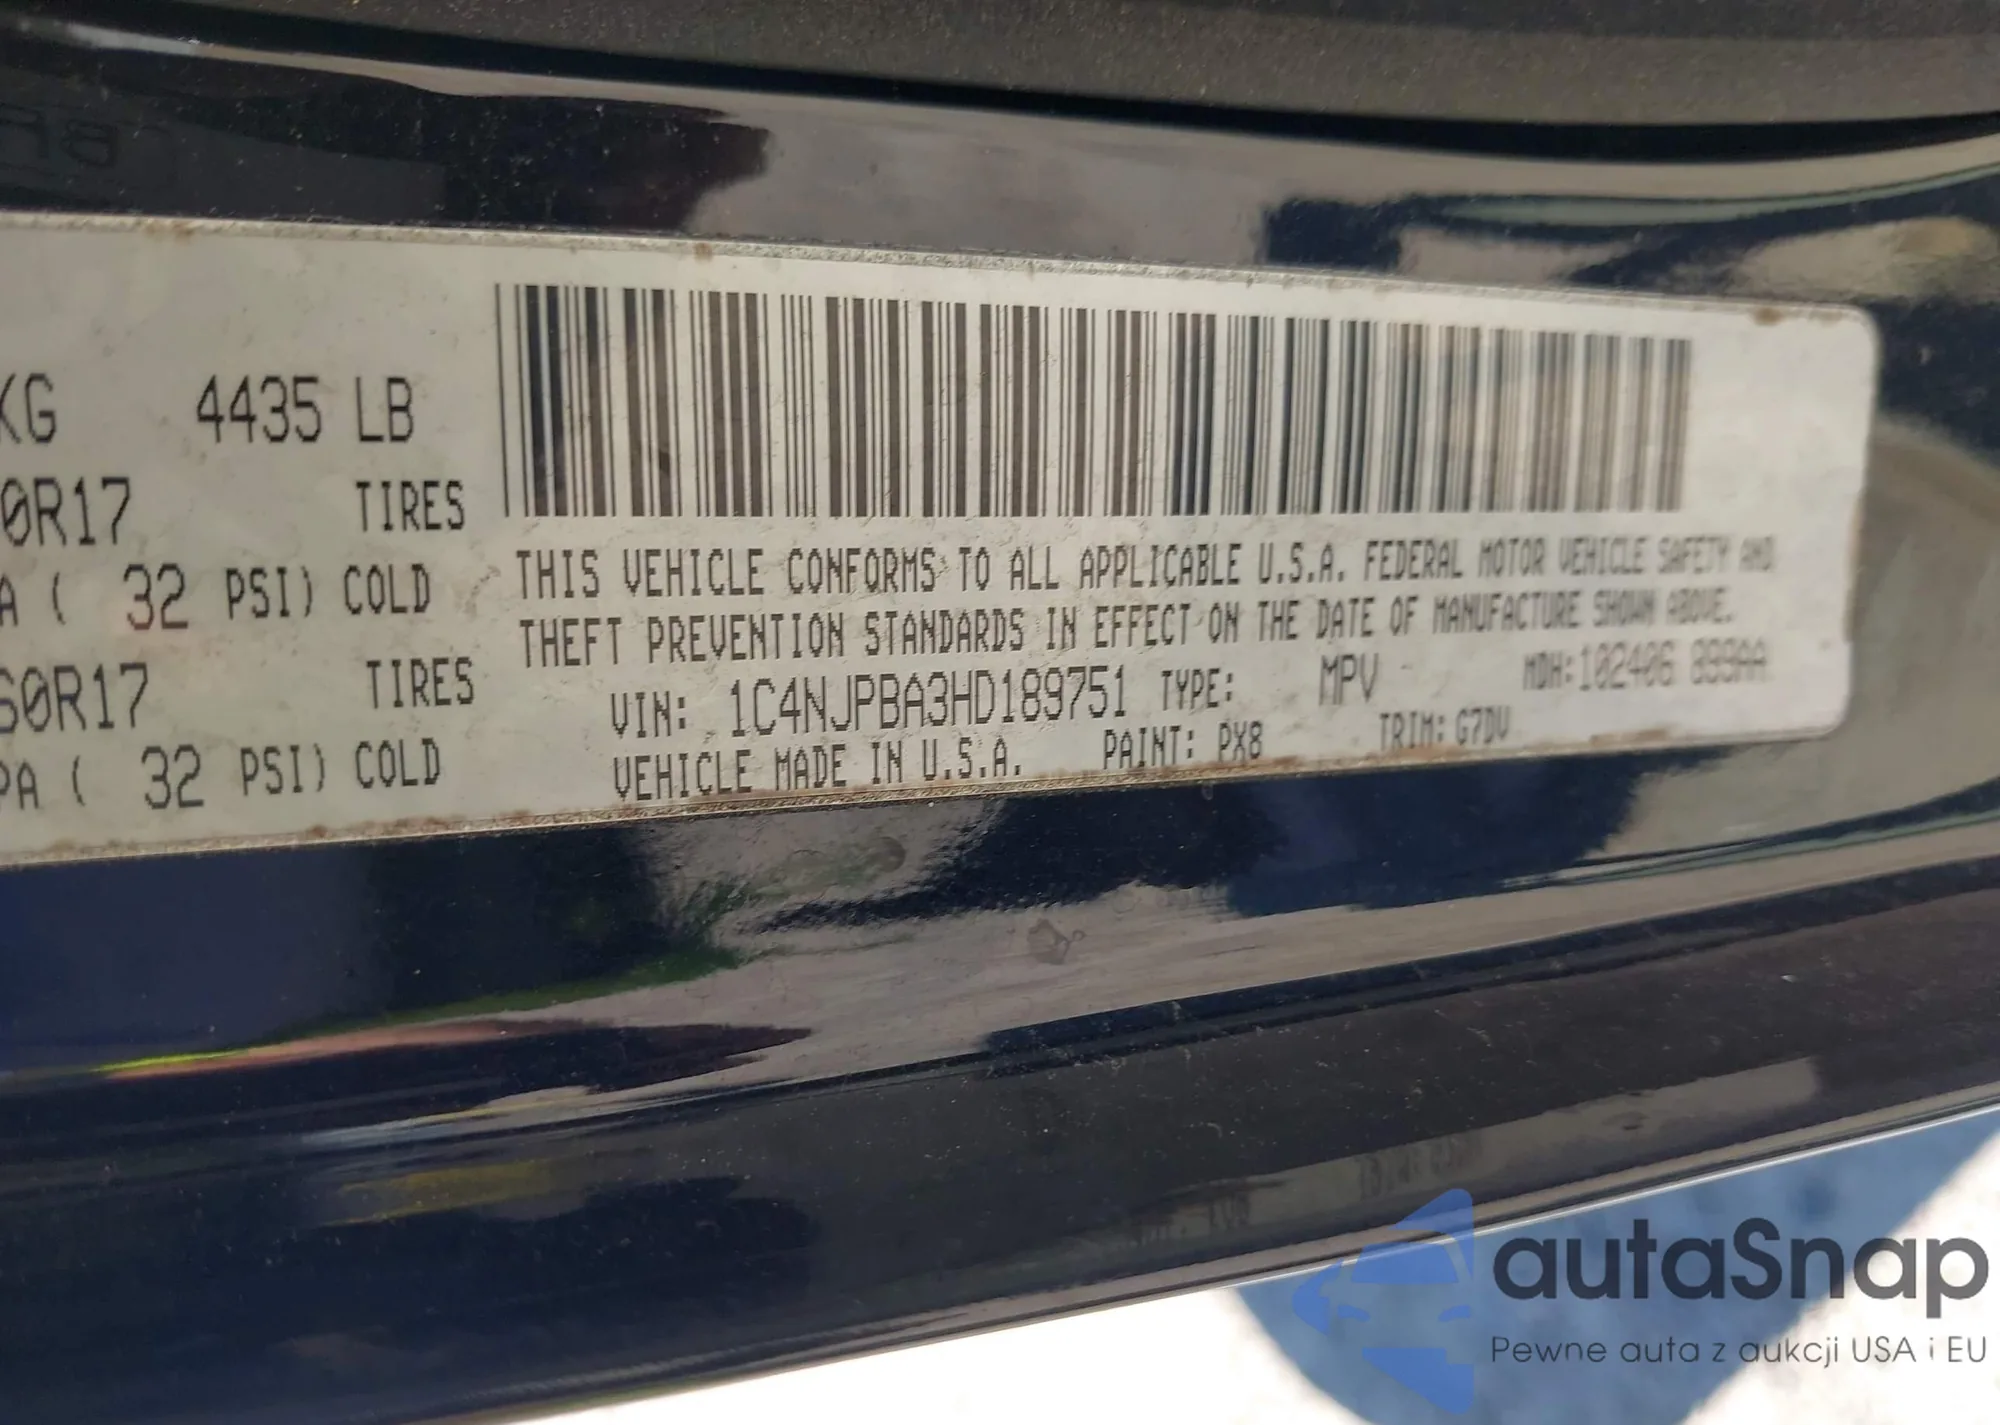 KG 4435 LB
0R17 TIRES
A ( 32 PSI) COLD
60R17 TIRES
PA ( 32 PSI) COLD
THIS VEHICLE CONFORMS TO ALL APPLICABLE U.S.A. FEDERAL MOTOR VEHICLE SAFETY AND
THEFT PREVENTION STANDARDS IN EFFECT ON THE DATE OF MANUFACTURE SHOWN ABOVE.
VIN: 1C4NJPBA3HD189751 TYPE: MPV MDH:102406 899AA
VEHICLE MADE IN U.S.A. PAINT: PX8 TRIM: G7DV
autaSnap
Pewne auta z aukcji USA i EU